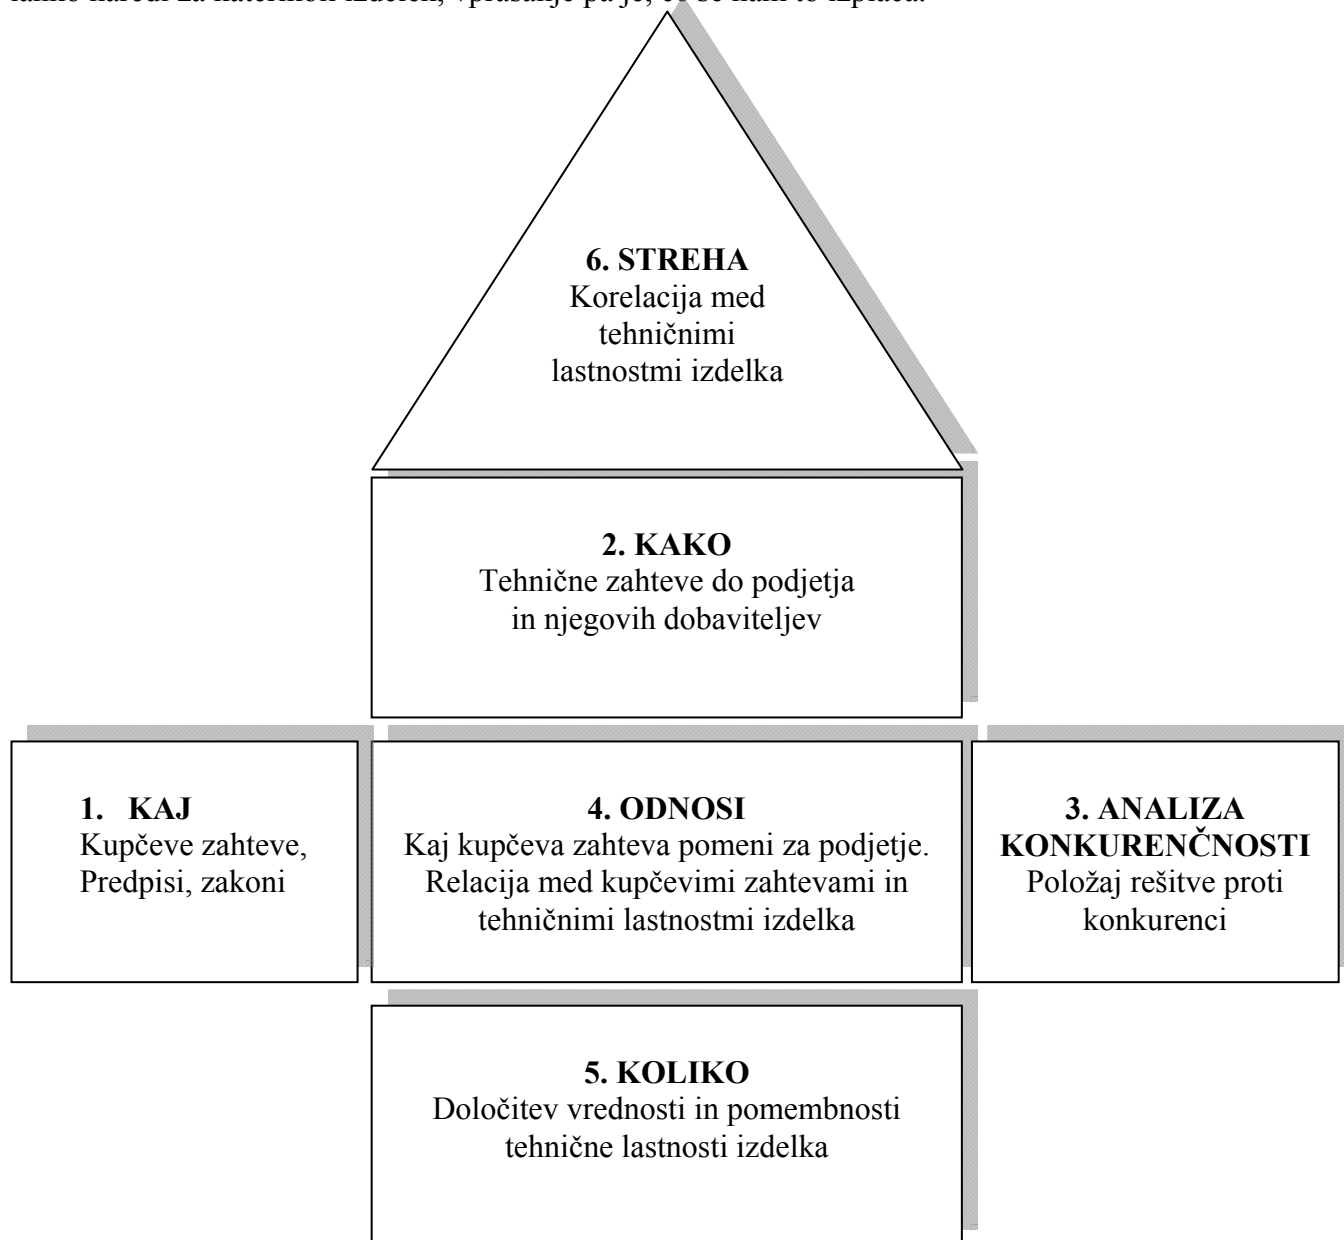 6. STREHA
Korelacija med
tehničnimi
lastnostmi izdelka
2. KAKO
Tehnične zahteve do podjetja
in njegovih dobaviteljev
1. KAJ
Kupčeve zahteve,
Predpisi, zakoni
4. ODNOSI
Kaj kupčeva zahteva pomeni za podjetje.
Relacija med kupčevimi zahtevami in
tehničnimi lastnostmi izdelka
3. ANALIZA
KONKURENČNOSTI
Položaj rešitve proti
konkurenci
5. KOLIKO
Določitev vrednosti in pomembnosti
tehnične lastnosti izdelka